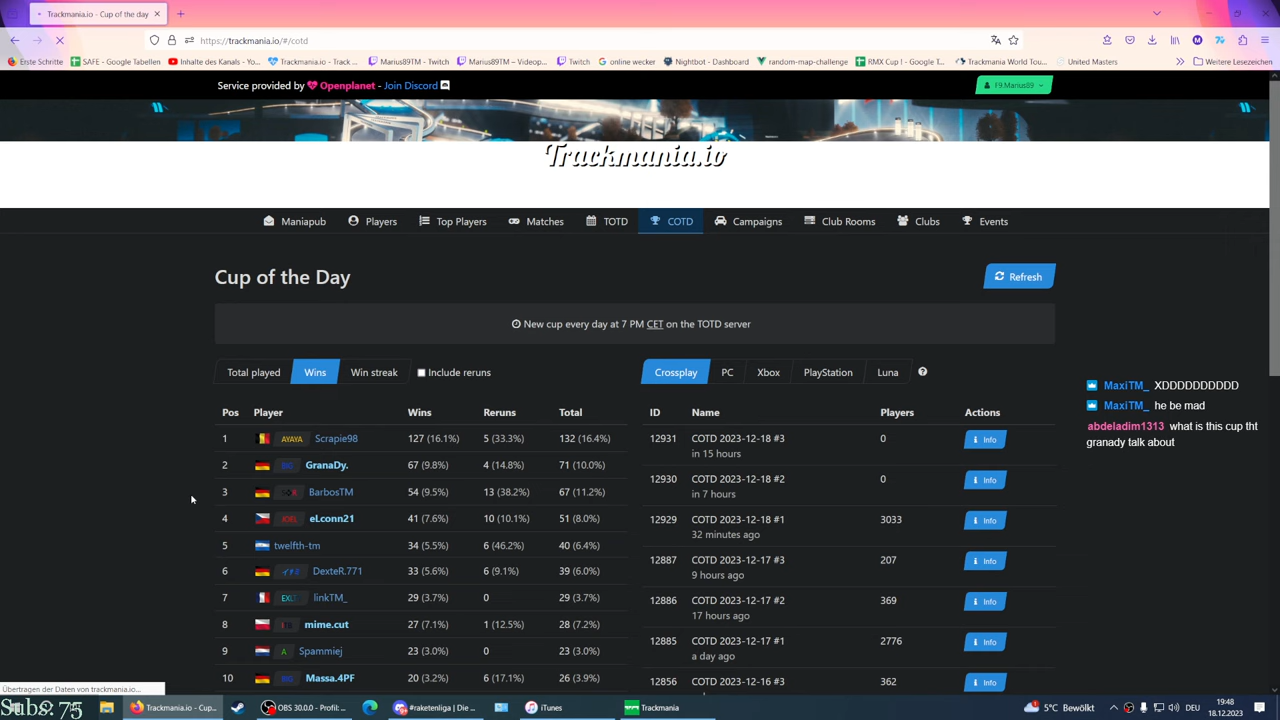 Trackmania.io - Cup of the day
https://trackmania.io/#/cotd
Erste Schritte SAFE - Google Tabellen Inhalte des Kanals - Yo... Trackmania.io - Track ... Marius89TM - Twitch Marius89TM – Videop... Twitch online wecker Nightbot - Dashboard random-map-challenge RMX Cup ! - Google T... Trackmania World Tou... United Masters Weitere Lesezeichen
Service provided by Openplanet - Join Discord
F9.Marius89
Trackmania.io
Maniapub Players Top Players Matches TOTD COTD Campaigns Club Rooms Clubs Events
Cup of the Day
Refresh
New cup every day at 7 PM CET on the TOTD server
Total played Wins Win streak Include reruns
Crossplay PC Xbox PlayStation Luna
Pos Player Wins Reruns Total
1 AYAYA Scrapie98 127 (16.1%) 5 (33.3%) 132 (16.4%)
2 BIG GranaDy. 67 (9.8%) 4 (14.8%) 71 (10.0%)
3 BarbosTM 54 (9.5%) 13 (38.2%) 67 (11.2%)
4 eLconn21 41 (7.6%) 10 (10.1%) 51 (8.0%)
5 twelfth-tm 34 (5.5%) 6 (46.2%) 40 (6.4%)
6 DexteR.771 33 (5.6%) 6 (9.1%) 39 (6.0%)
7 EXLT linkTM_ 29 (3.7%) 0 29 (3.7%)
8 mime.cut 27 (7.1%) 1 (12.5%) 28 (7.2%)
9 A Spammiej 23 (3.0%) 0 23 (3.0%)
10 BIG Massa.4PF 20 (3.2%) 6 (17.1%) 26 (3.9%)
ID Name Players Actions
12931 COTD 2023-12-18 #3 0 Info
in 15 hours
12930 COTD 2023-12-18 #2 0 Info
in 7 hours
12929 COTD 2023-12-18 #1 3033 Info
32 minutes ago
12887 COTD 2023-12-17 #3 207 Info
9 hours ago
12886 COTD 2023-12-17 #2 369 Info
17 hours ago
12885 COTD 2023-12-17 #1 2776 Info
a day ago
12856 COTD 2023-12-16 #3 362 Info
MaxiTM_ XDDDDDDDDDD
MaxiTM_ he be mad
abdeladim1313 what is this cup tht
granady talk about
Übertragen der Daten von trackmania.io...
Subs: 75
Trackmania.io - Cup...
OBS 30.0.0 - Profil: ...
#raketenliga | Die ...
iTunes
Trackmania
5°C Bewölkt
DEU
19:48
18.12.2023